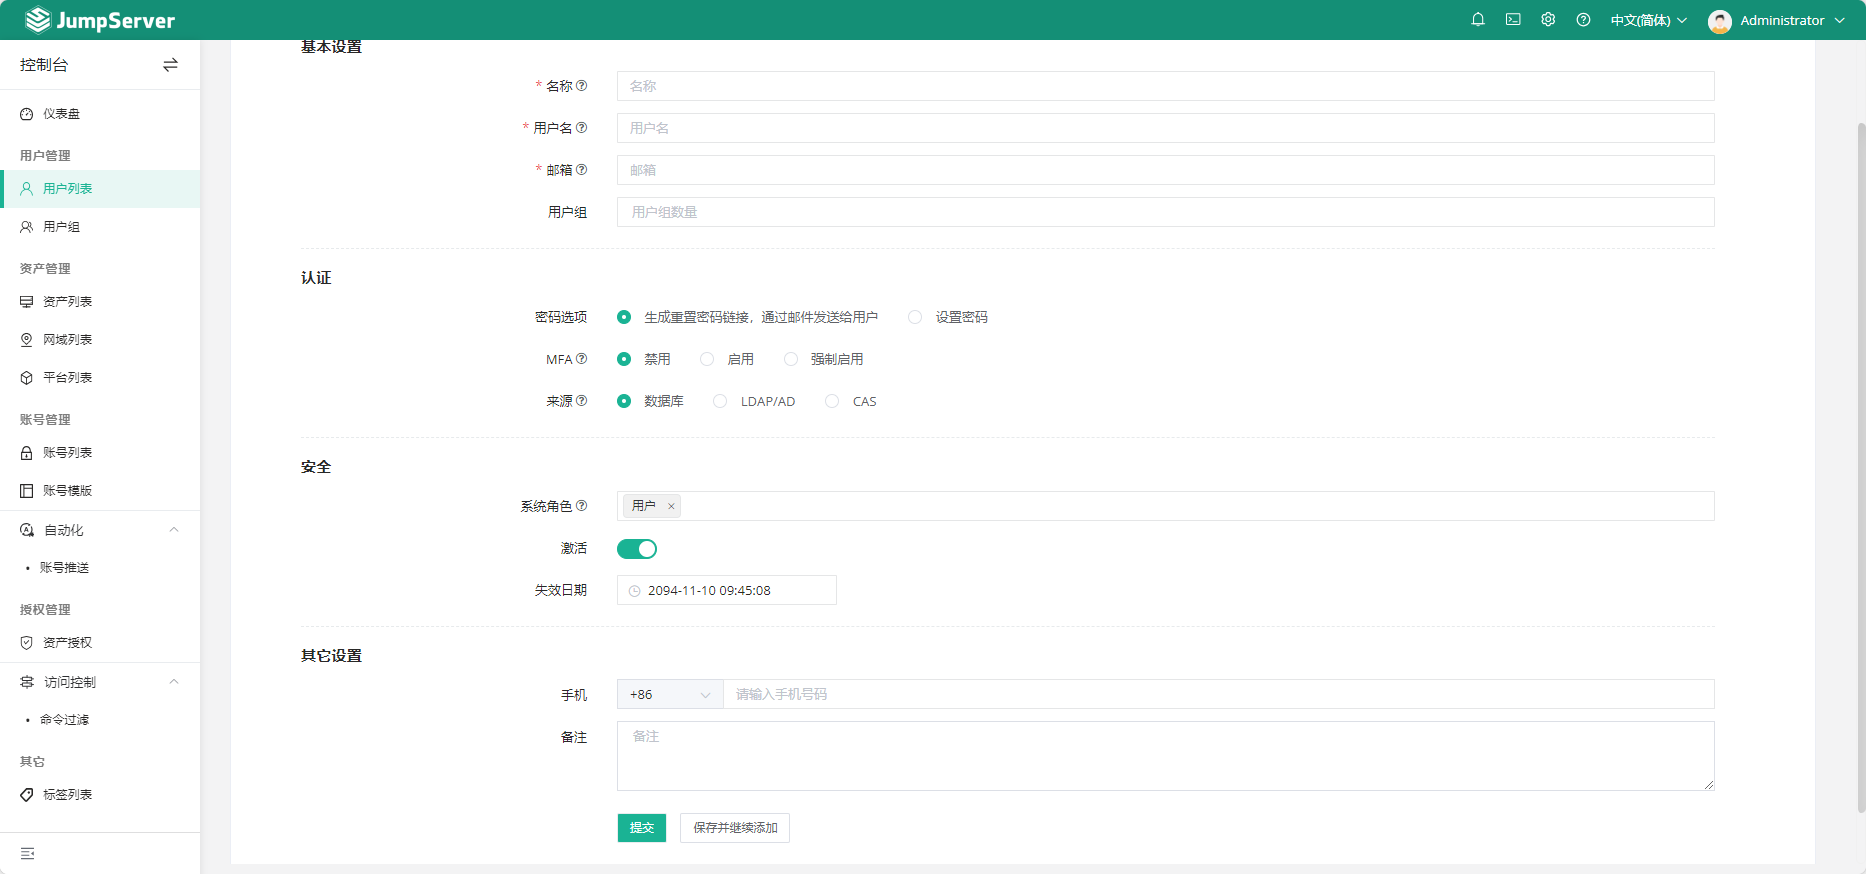 JumpServer
中文(简体)
Administrator
控制台
仪表盘
用户管理
用户列表
用户组
资产管理
资产列表
网域列表
平台列表
账号管理
账号列表
账号模版
自动化
• 账号推送
授权管理
资产授权
访问控制
• 命令过滤
其它
标签列表
基本设置
* 名称
名称
* 用户名
用户名
* 邮箱
邮箱
用户组
用户组数量
认证
密码选项 生成重置密码链接，通过邮件发送给用户 设置密码
MFA 禁用 启用 强制启用
来源 数据库 LDAP/AD CAS
安全
系统角色 用户 ×
激活
失效日期 2094-11-10 09:45:08
其它设置
手机 +86 请输入手机号码
备注 备注
提交 保存并继续添加